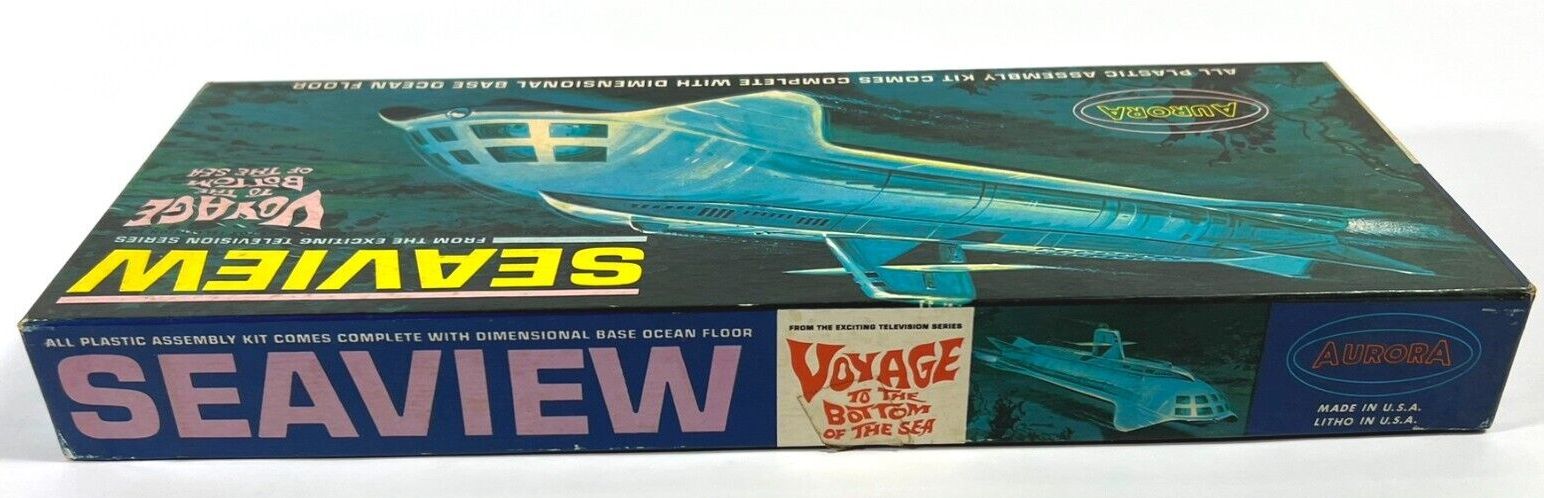 ALL PLASTIC ASSEMBLY KIT COMES COMPLETE WITH DIMENSIONAL BASE OCEAN FLOOR
AURORA
VOYAGE
TO THE
BOTTOM
OF THE SEA
FROM THE EXCITING TELEVISION SERIES
SEAVIEW
ALL PLASTIC ASSEMBLY KIT COMES COMPLETE WITH DIMENSIONAL BASE OCEAN FLOOR
SEAVIEW
FROM THE EXCITING TELEVISION SERIES
VOYAGE
TO THE
BOTTOM
OF THE SEA
AURORA
MADE IN U.S.A.
LITHO IN U.S.A.